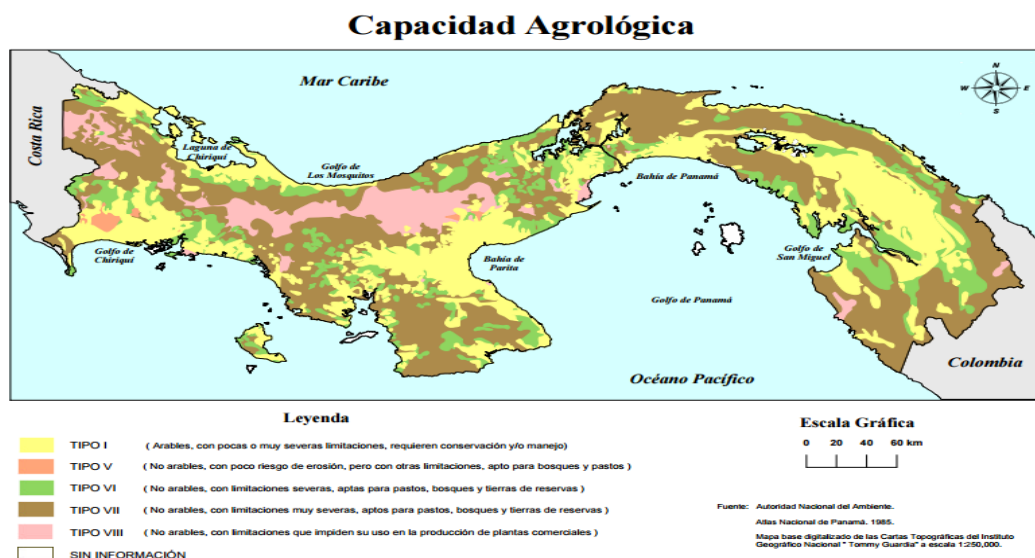 Capacidad Agrológica
Mar Caribe
N
W E
S
Costa Rica
Laguna de
Chiriquí
Golfo de
Los Mosquitos
Bahía de Panamá
Golfo de
Chiriquí
Bahía de
Parita
Golfo de
San Miguel
Golfo de Panamá
Océano Pacífico
Colombia
Leyenda
TIPO I ( Arables, con pocas o muy severas limitaciones, requieren conservación y/o manejo)
TIPO V ( No arables, con poco riesgo de erosión, pero con otras limitaciones, apto para bosques y pastos )
TIPO VI ( No arables, con limitaciones severas, aptas para pastos, bosques y tierras de reservas )
TIPO VII ( No arables, con limitaciones muy severas, aptos para pastos, bosques y tierras de reservas )
TIPO VIII ( No arables, con limitaciones que impiden su uso en la producción de plantas comerciales )
SIN INFORMACIÓN
Escala Gráfica
0 20 40 60 km
Fuente: Autoridad Nacional del Ambiente.
Atlas Nacional de Panamá. 1985.
Mapa base digitalizado de las Cartas Topográficas del Instituto
Geográfico Nacional " Tommy Guardia" a escala 1:250,000.